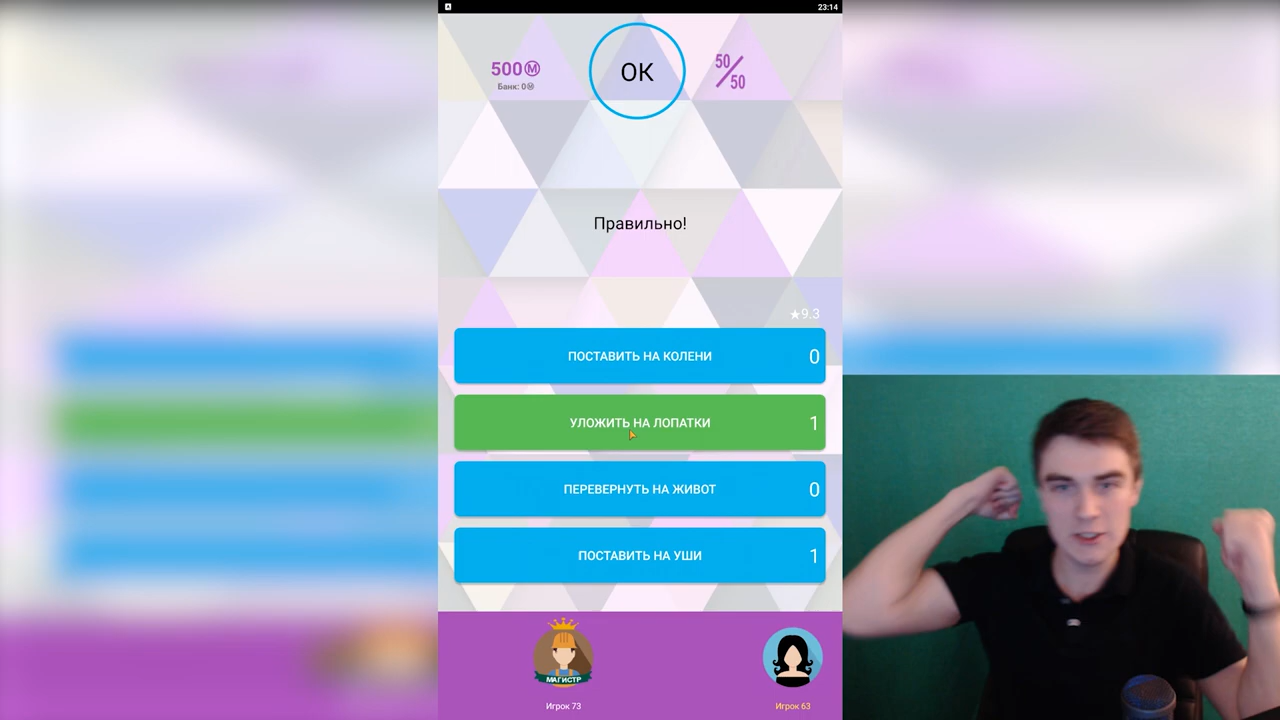 23:14
500Ⓜ
Банк: 0Ⓜ
ОК
50/50
Правильно!
★9.3
ПОСТАВИТЬ НА КОЛЕНИ 0
УЛОЖИТЬ НА ЛОПАТКИ 1
ПЕРЕВЕРНУТЬ НА ЖИВОТ 0
ПОСТАВИТЬ НА УШИ 1
МАГИСТР
Игрок 73
Игрок 63